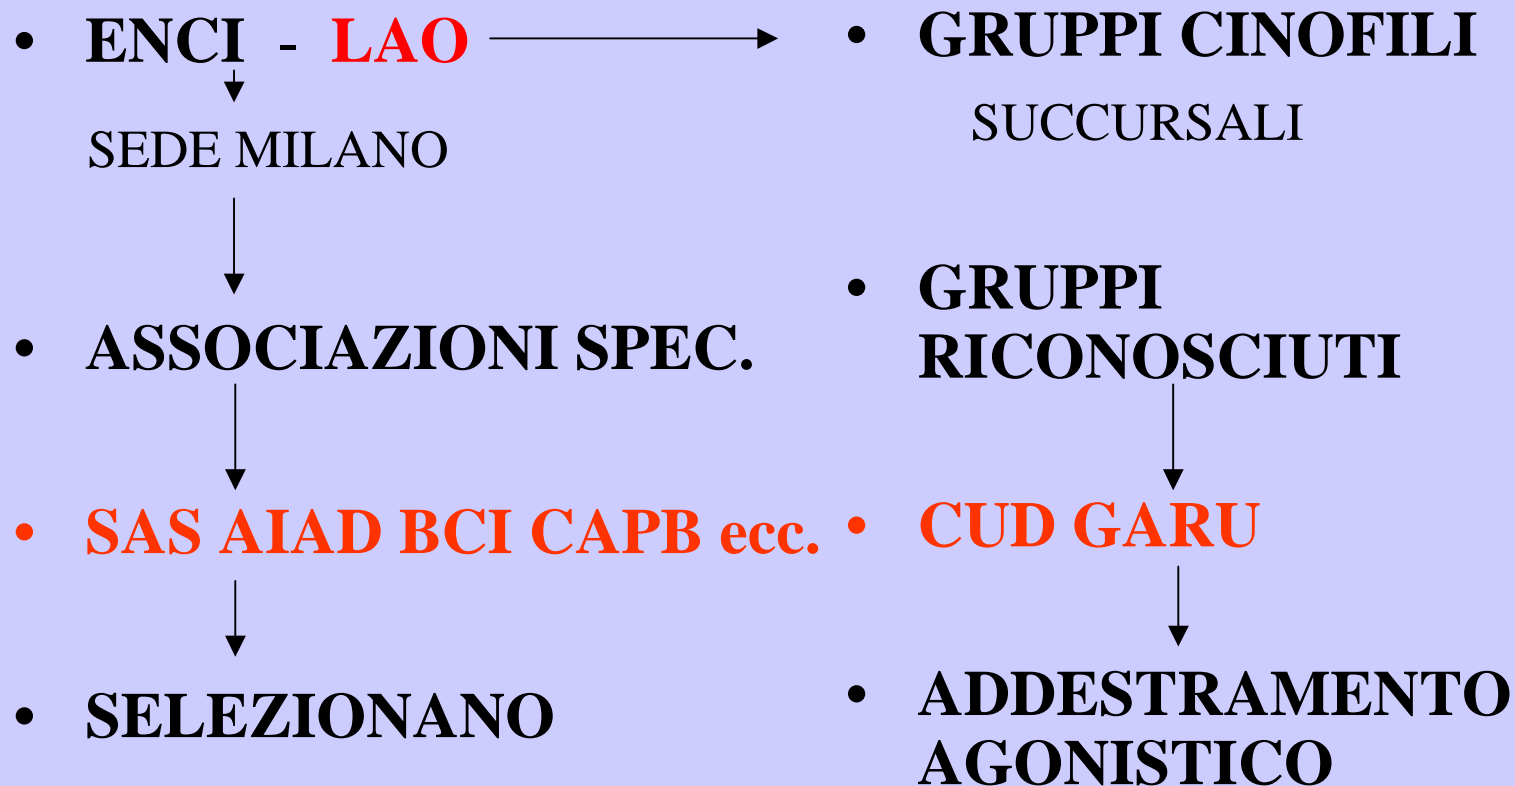 • ENCI - LAO
SEDE MILANO
• ASSOCIAZIONI SPEC.
• SAS AIAD BCI CAPB ecc.
• SELEZIONANO
• GRUPPI CINOFILI
SUCCURSALI
• GRUPPI
RICONOSCIUTI
• CUD GARU
• ADDESTRAMENTO
AGONISTICO